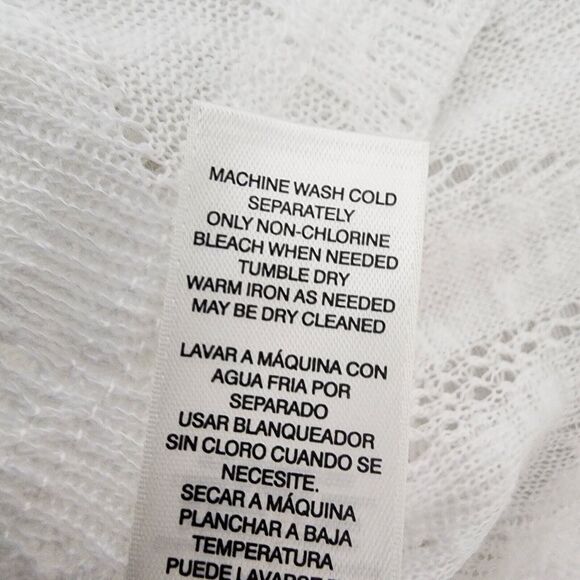 MACHINE WASH COLD
SEPARATELY
ONLY NON-CHLORINE
BLEACH WHEN NEEDED
TUMBLE DRY
WARM IRON AS NEEDED
MAY BE DRY CLEANED
LAVAR A MÁQUINA CON
AGUA FRIA POR
SEPARADO
USAR BLANQUEADOR
SIN CLORO CUANDO SE
NECESITE.
SECAR A MÁQUINA
PLANCHAR A BAJA
TEMPERATURA
PUEDE LAVARSE